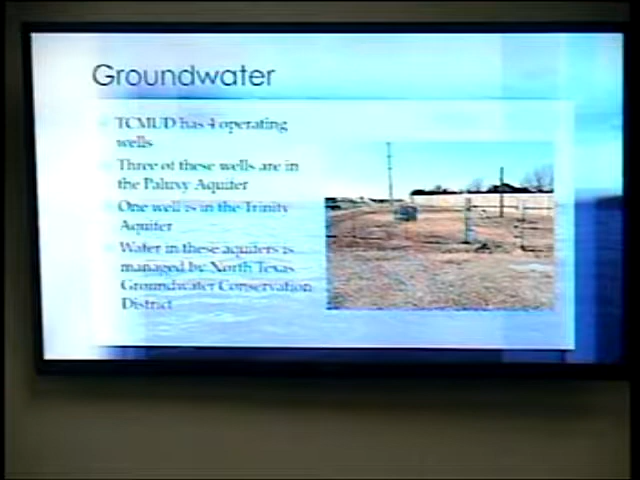 Groundwater
TCMUD has 4 operating
wells
Three of these wells are in
the Paluxy Aquifer
One well is in the Trinity
Aquifer
Water in these aquifers is
managed by North Texas
Groundwater Conservation
District